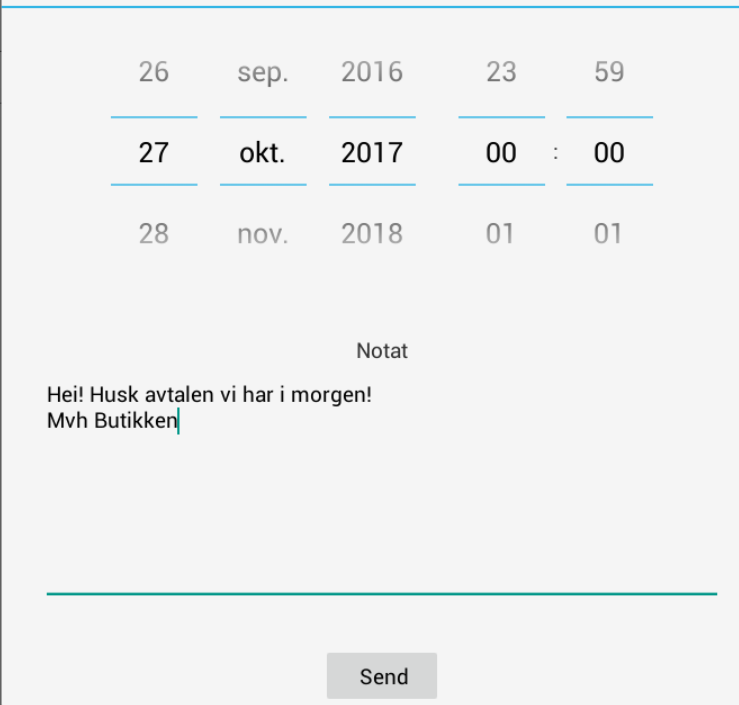 26 sep. 2016 23 59
27 okt. 2017 00 : 00
28 nov. 2018 01 01
Notat
Hei! Husk avtalen vi har i morgen!
Mvh Butikken
Send